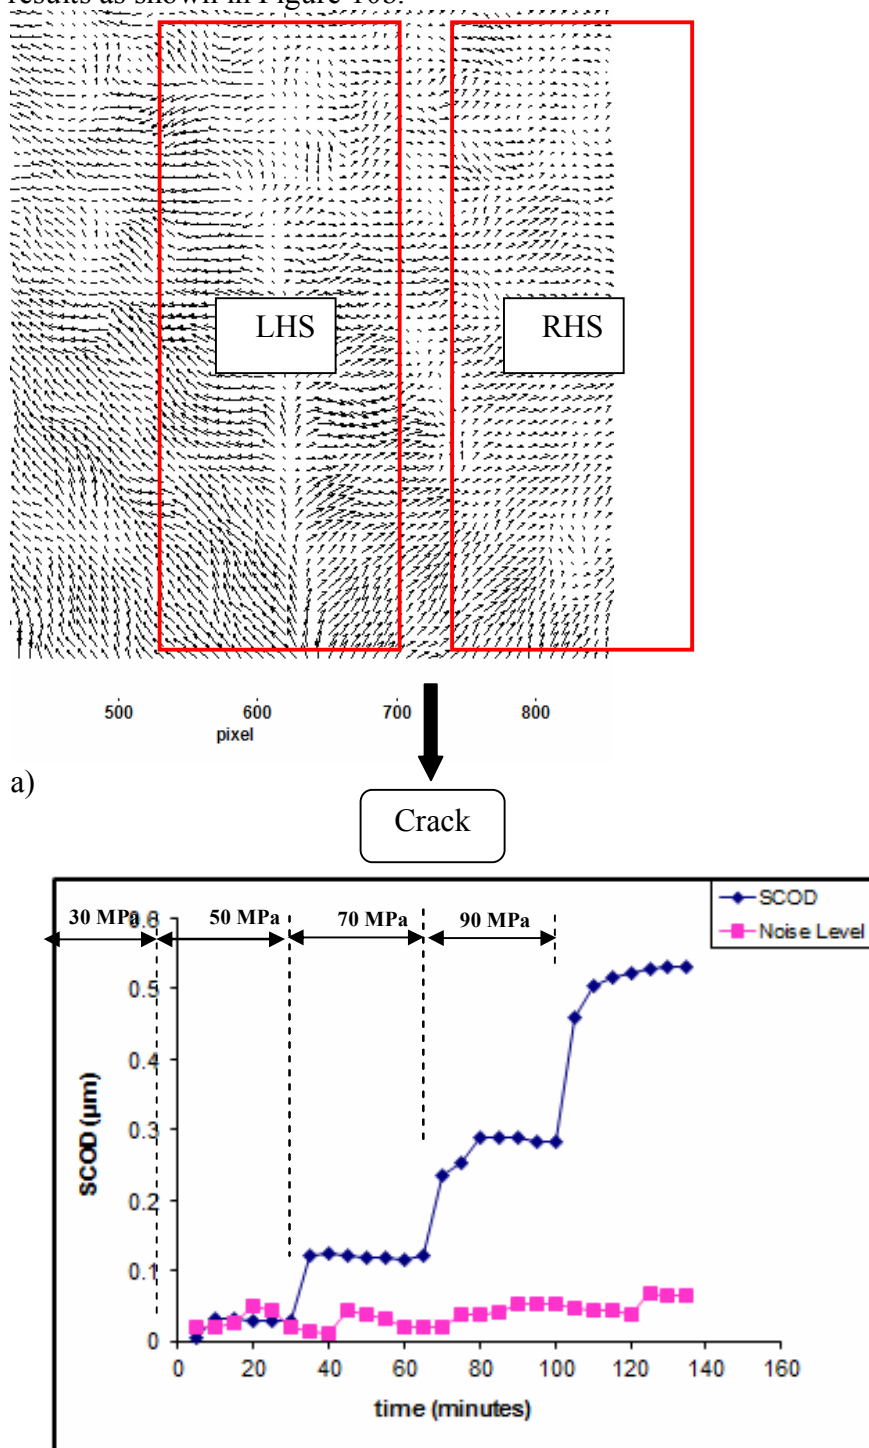 results as shown in Figure 10b.
LHS
RHS
500 600 700 800
pixel
a)
Crack
SCOD
Noise Level
30 MPa 50 MPa 70 MPa 90 MPa
0.6
0.5
0.4
0.3
0.2
0.1
0
SCOD (µm)
0 20 40 60 80 100 120 140 160
time (minutes)